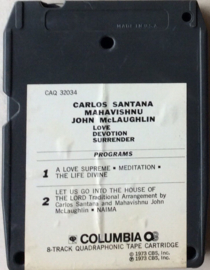 CAQ 32034
CARLOS SANTANA
MAHAVISHNU
JOHN McLAUGHLIN
LOVE
DEVOTION
SURRENDER
PROGRAMS
1 A LOVE SUPREME • MEDITATION •
THE LIFE DIVINE
2 LET US GO INTO THE HOUSE OF
THE LORD Traditional Arrangement by
Carlos Santana and Mahavishnu John
McLaughlin • NAIMA
COLUMBIA
8-TRACK QUADROPHONIC TAPE CARTRIDGE
© 1973 CBS, Inc.
℗ 1973 CBS, Inc.